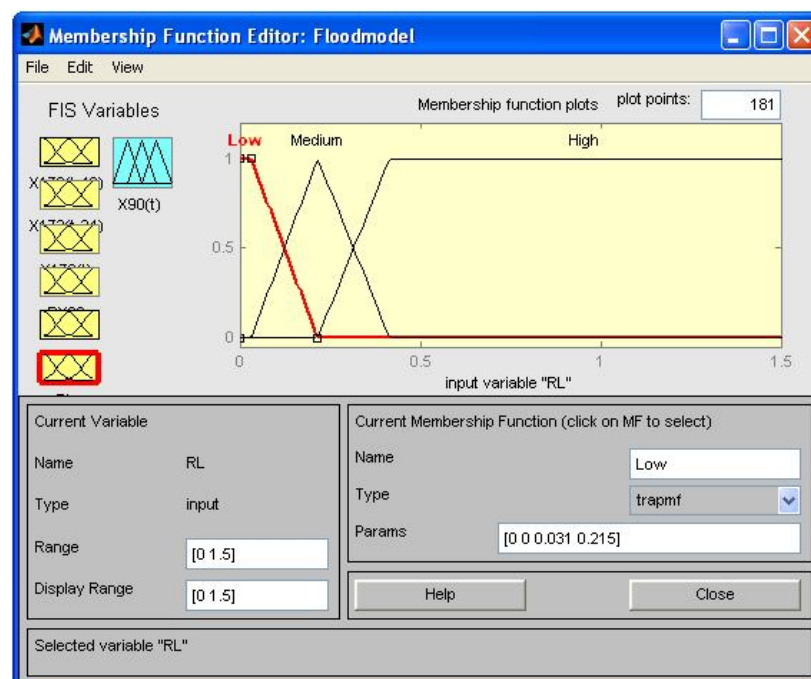 Membership Function Editor: Floodmodel
File Edit View
FIS Variables
Membership function plots plot points: 181
X90(t)
Low Medium High
1
0.5
0
0 0.5 1 1.5
input variable "RL"
Current Variable
Name RL
Type input
Range [0 1.5]
Display Range [0 1.5]
Current Membership Function (click on MF to select)
Name Low
Type trapmf
Params [0 0 0.031 0.215]
Help Close
Selected variable "RL"